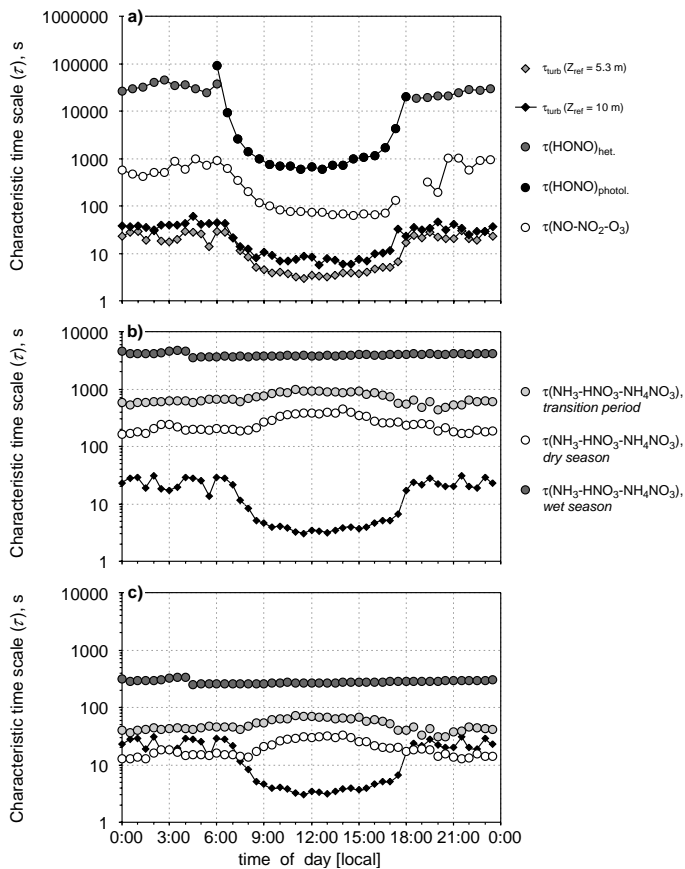 a)
1000000
100000
10000
1000
100
10
1
Characteristic time scale (τ), s
τturb (Zref = 5.3 m)
τturb (Zref = 10 m)
τ(HONO)het.
τ(HONO)photol.
τ(NO-NO2-O3)
b)
100000
10000
1000
100
10
1
Characteristic time scale (τ), s
τ(NH3-HNO3-NH4NO3),
transition period
τ(NH3-HNO3-NH4NO3),
dry season
τ(NH3-HNO3-NH4NO3),
wet season
c)
10000
1000
100
10
1
Characteristic time scale (τ), s
0:00 3:00 6:00 9:00 12:00 15:00 18:00 21:00 0:00
time of day [local]